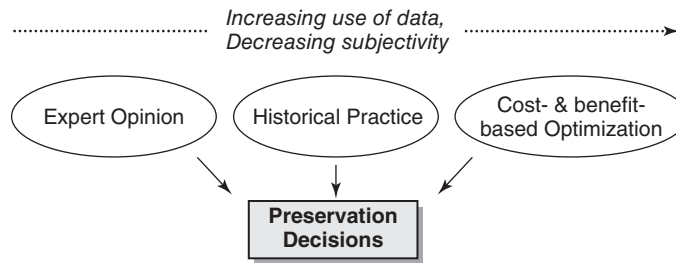 Increasing use of data,
Decreasing subjectivity
Expert Opinion
Historical Practice
Cost- & benefit-
based Optimization
Preservation
Decisions